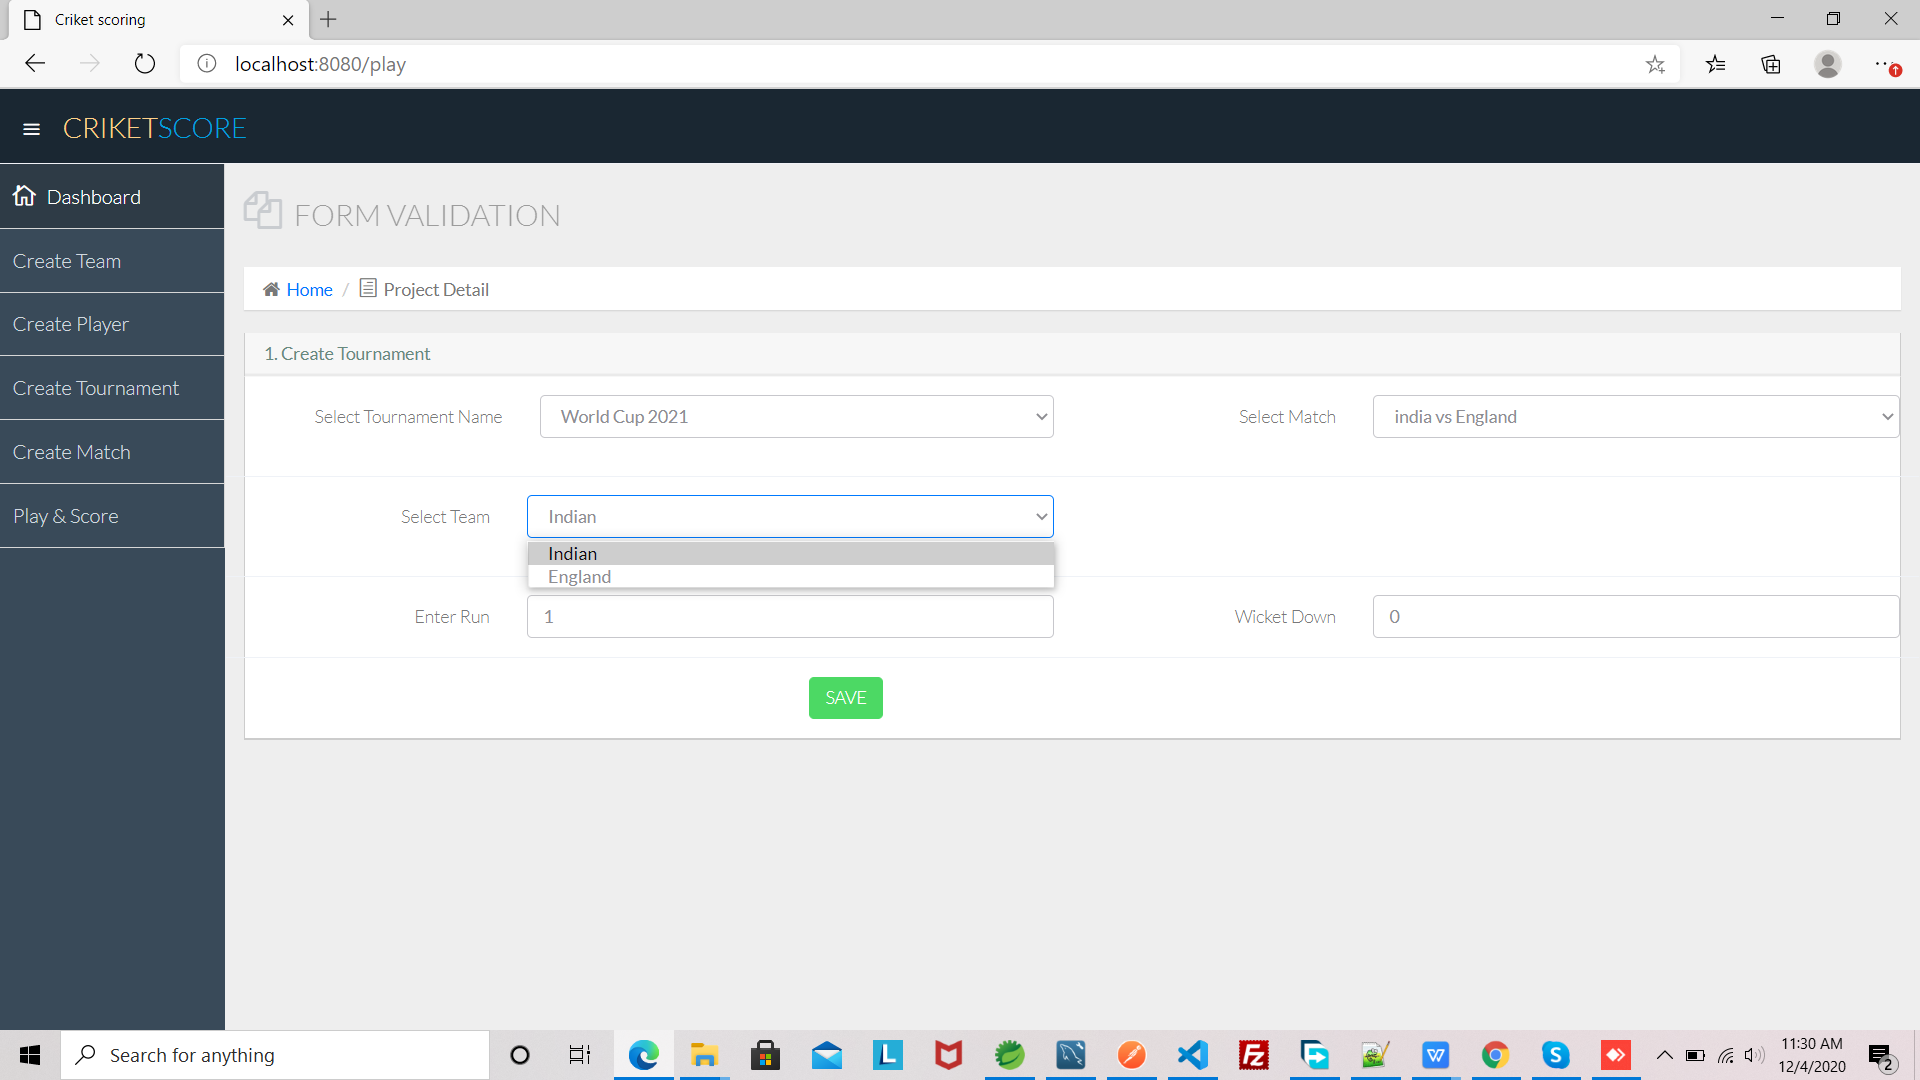 Criket scoring
localhost:8080/play
CRIKETSCORE
Dashboard
Create Team
Create Player
Create Tournament
Create Match
Play & Score
FORM VALIDATION
Home / Project Detail
1. Create Tournament
Select Tournament Name World Cup 2021 Select Match india vs England
Select Team Indian
Indian
England
Enter Run 1 Wicket Down 0
SAVE
Search for anything
11:30 AM
12/4/2020
2